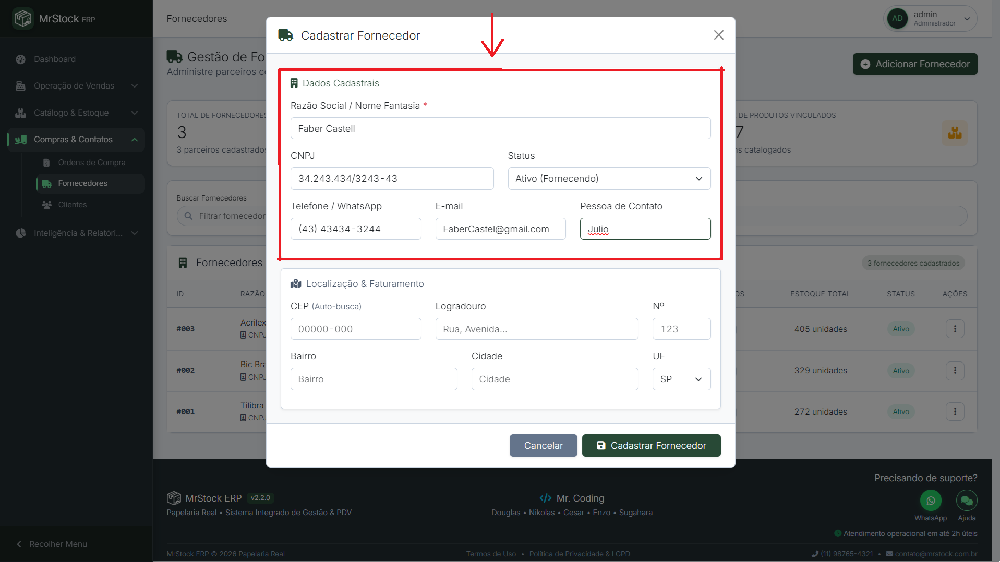 MrStock ERP
Fornecedores
AD
admin
Administrador
Cadastrar Fornecedor
Dashboard
Operação de Vendas
Catálogo & Estoque
Compras & Contatos
Ordens de Compra
Fornecedores
Clientes
Inteligência & Relatóri...
Recolher Menu
Gestão de Fo
Administre parceiros co
Adicionar Fornecedor
TOTAL DE FORNECEDORES
3
3 parceiros cadastrados
DE PRODUTOS VINCULADOS
7
ns catalogados
Buscar Fornecedores
Filtrar fornecedor
Fornecedores
3 fornecedores cadastrados
ID
RAZÃO
OS
ESTOQUE TOTAL
STATUS
AÇÕES
#003
Acrilex
CNPJ
405 unidades
Ativo
#002
Bic Bra
CNPJ
329 unidades
Ativo
#001
Tilibra
CNPJ
272 unidades
Ativo
Dados Cadastrais
Razão Social / Nome Fantasia *
Faber Castell
CNPJ
Status
34.243.434/3243-43
Ativo (Fornecendo)
Telefone / WhatsApp
E-mail
Pessoa de Contato
(43) 43434-3244
FaberCastel@gmail.com
Julio
Localização & Faturamento
CEP (Auto-busca)
Logradouro
Nº
00000-000
Rua, Avenida...
123
Bairro
Cidade
UF
Bairro
Cidade
SP
Cancelar
Cadastrar Fornecedor
MrStock ERP v2.2.0
Papelaria Real • Sistema Integrado de Gestão & PDV
</> Mr. Coding
Douglas • Nikolas • Cesar • Enzo • Sugahara
Precisando de suporte?
WhatsApp
Ajuda
Atendimento operacional em até 2h úteis
MrStock ERP © 2026 Papelaria Real
Termos de Uso • Política de Privacidade & LGPD
(11) 98765-4321 • contato@mrstock.com.br